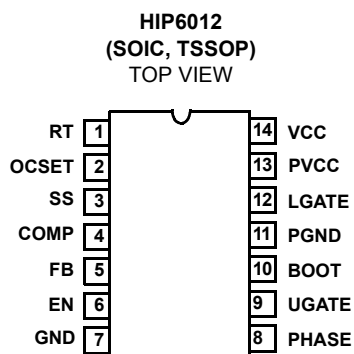 HIP6012
(SOIC, TSSOP)
TOP VIEW
RT 1 14 VCC
OCSET 2 13 PVCC
SS 3 12 LGATE
COMP 4 11 PGND
FB 5 10 BOOT
EN 6 9 UGATE
GND 7 8 PHASE